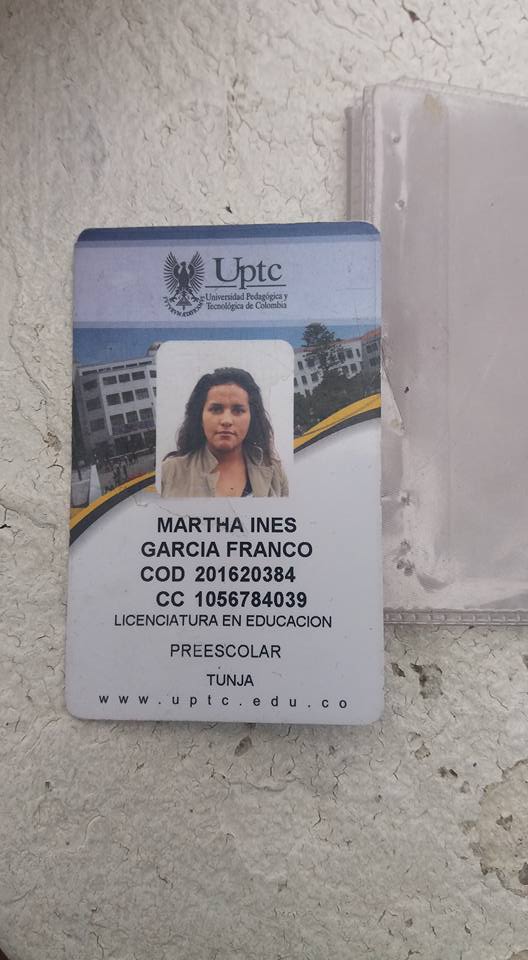 Uptc
Universidad Pedagógica y
Tecnológica de Colombia
MARTHA INES
GARCIA FRANCO
COD 201620384
CC 1056784039
LICENCIATURA EN EDUCACION
PREESCOLAR
TUNJA
www.uptc.edu.co